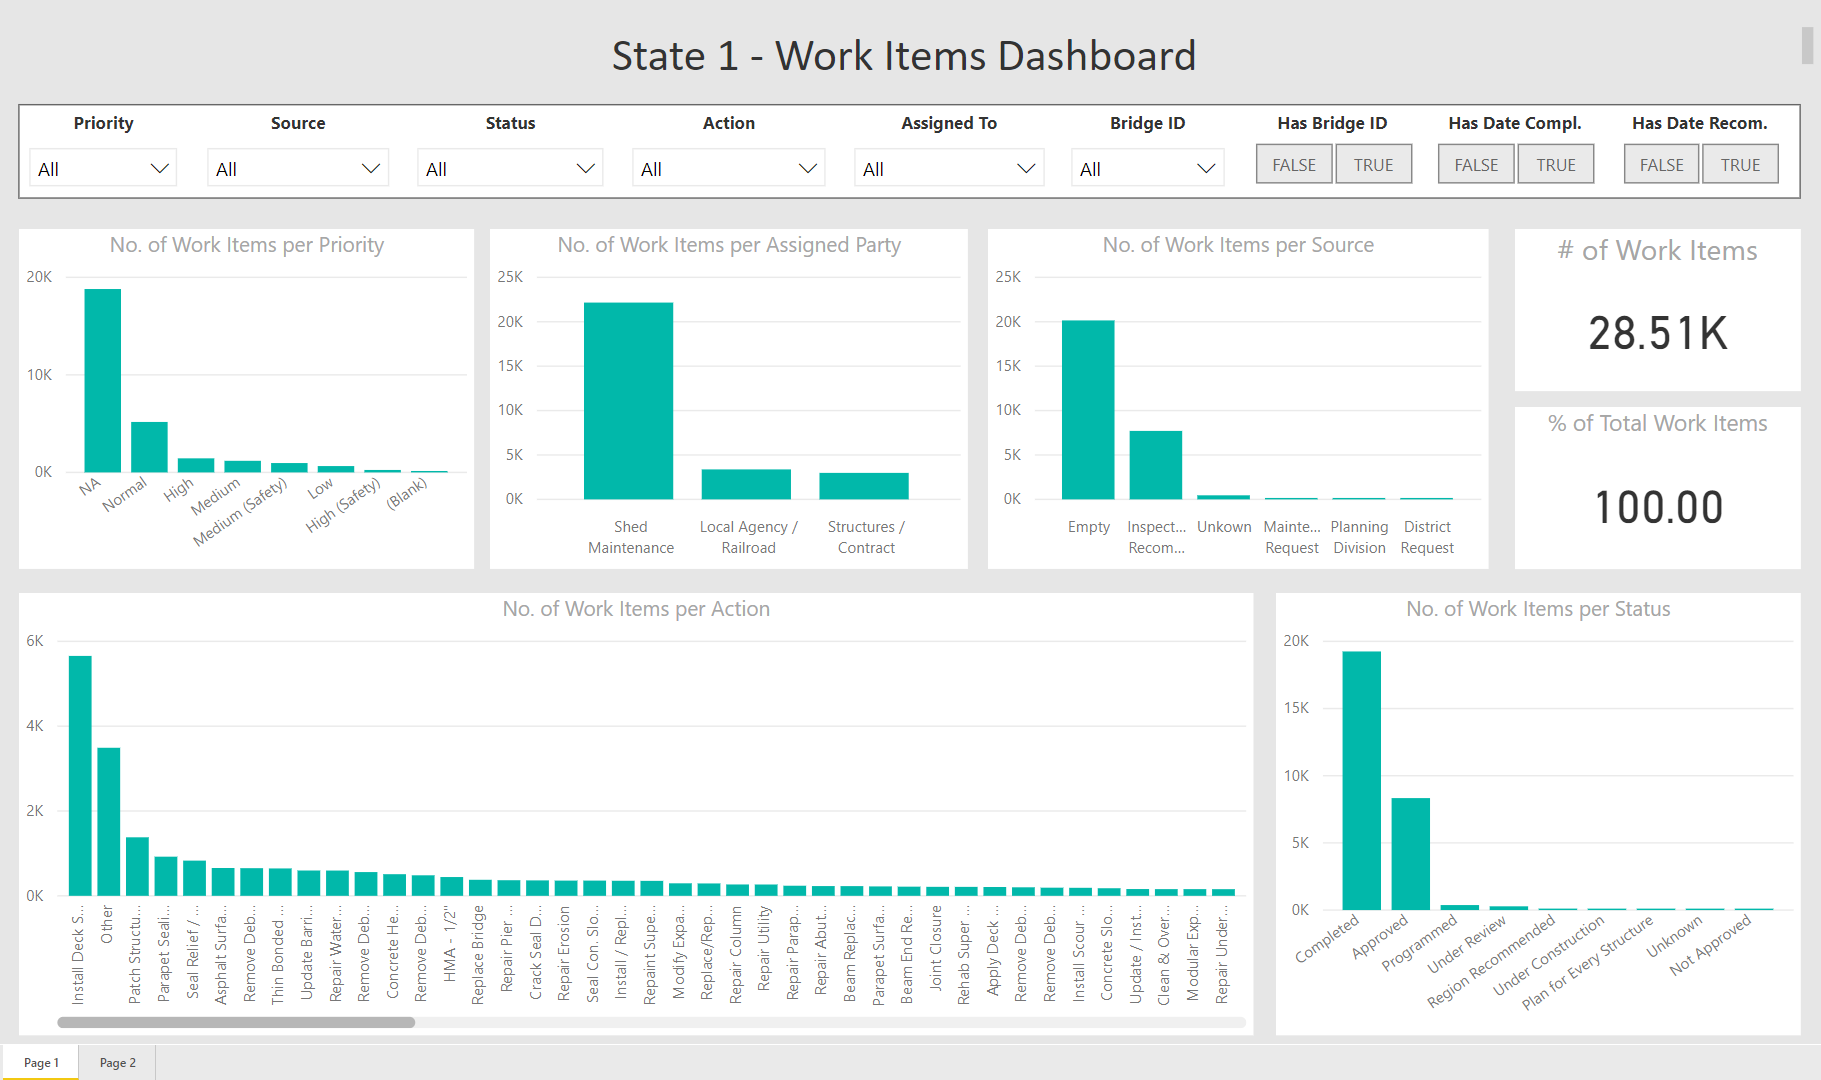 State 1 - Work Items Dashboard
Priority Source Status Action Assigned To Bridge ID Has Bridge ID Has Date Compl. Has Date Recom.
All All All All All All FALSE TRUE FALSE TRUE FALSE TRUE
No. of Work Items per Priority
20K
10K
0K
NA
Normal
High
Medium
Medium (Safety)
Low
High (Safety)
(Blank)
No. of Work Items per Assigned Party
25K
20K
15K
10K
5K
0K
Shed
Maintenance
Local Agency /
Railroad
Structures /
Contract
No. of Work Items per Source
25K
20K
15K
10K
5K
0K
Empty
Inspect...
Recom...
Unkown
Mainte...
Request
Planning
Division
District
Request
# of Work Items
28.51K
% of Total Work Items
100.00
No. of Work Items per Action
6K
4K
2K
0K
Install Deck S...
Other
Patch Structu...
Parapet Seali...
Seal Relief / ...
Asphalt Surfa...
Remove Deb...
Thin Bonded ...
Update Barri...
Repair Water...
Remove Deb...
Concrete He...
Remove Deb...
HMA - 1/2"
Replace Bridge
Repair Pier ...
Crack Seal D...
Repair Erosion
Seal Con. Slo...
Install / Repl...
Repaint Supe...
Modify Expa...
Replace/Rep...
Repair Column
Repair Utility
Repair Parap...
Repair Abut...
Beam Replac...
Parapet Surfa...
Beam End Re...
Joint Closure
Rehab Super ...
Apply Deck ...
Remove Deb...
Remove Deb...
Install Scour ...
Concrete Slo...
Update / Inst...
Clean & Over...
Modular Exp...
Repair Under...
No. of Work Items per Status
20K
15K
10K
5K
0K
Completed
Approved
Programmed
Under Review
Region Recommended
Under Construction
Plan for Every Structure
Unknown
Not Approved
Page 1 Page 2